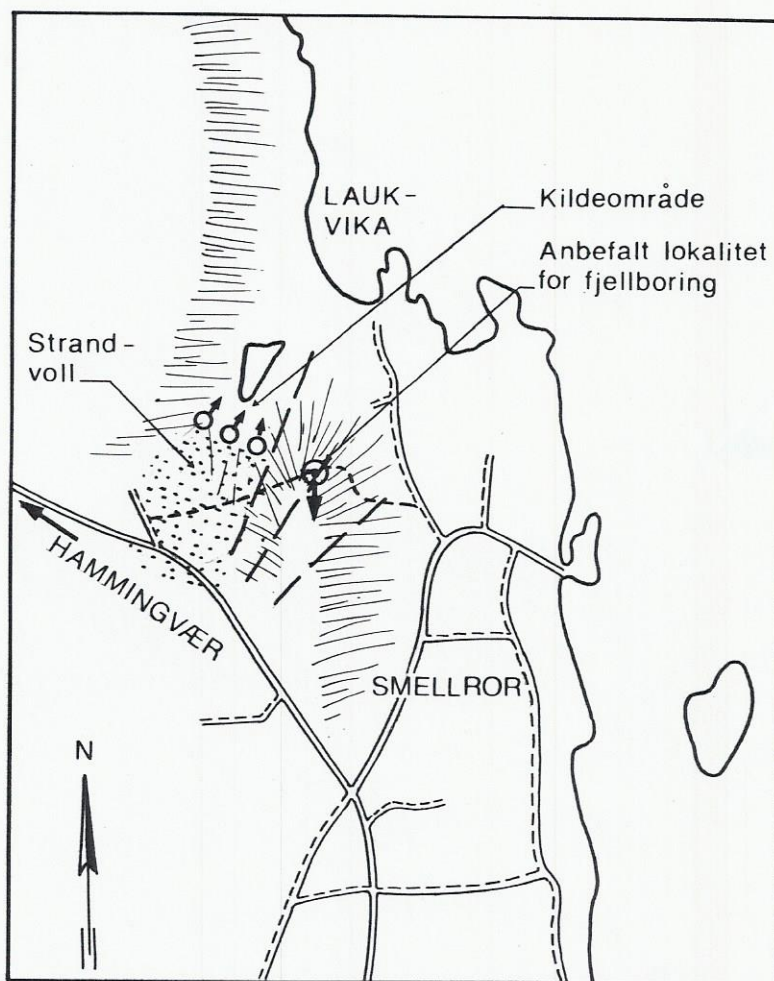 LAUK-
VIKA
Kildeområde
Anbefalt lokalitet
for fjellboring
Strand-
voll
HAMMINGVÆR
SMELLROR
N